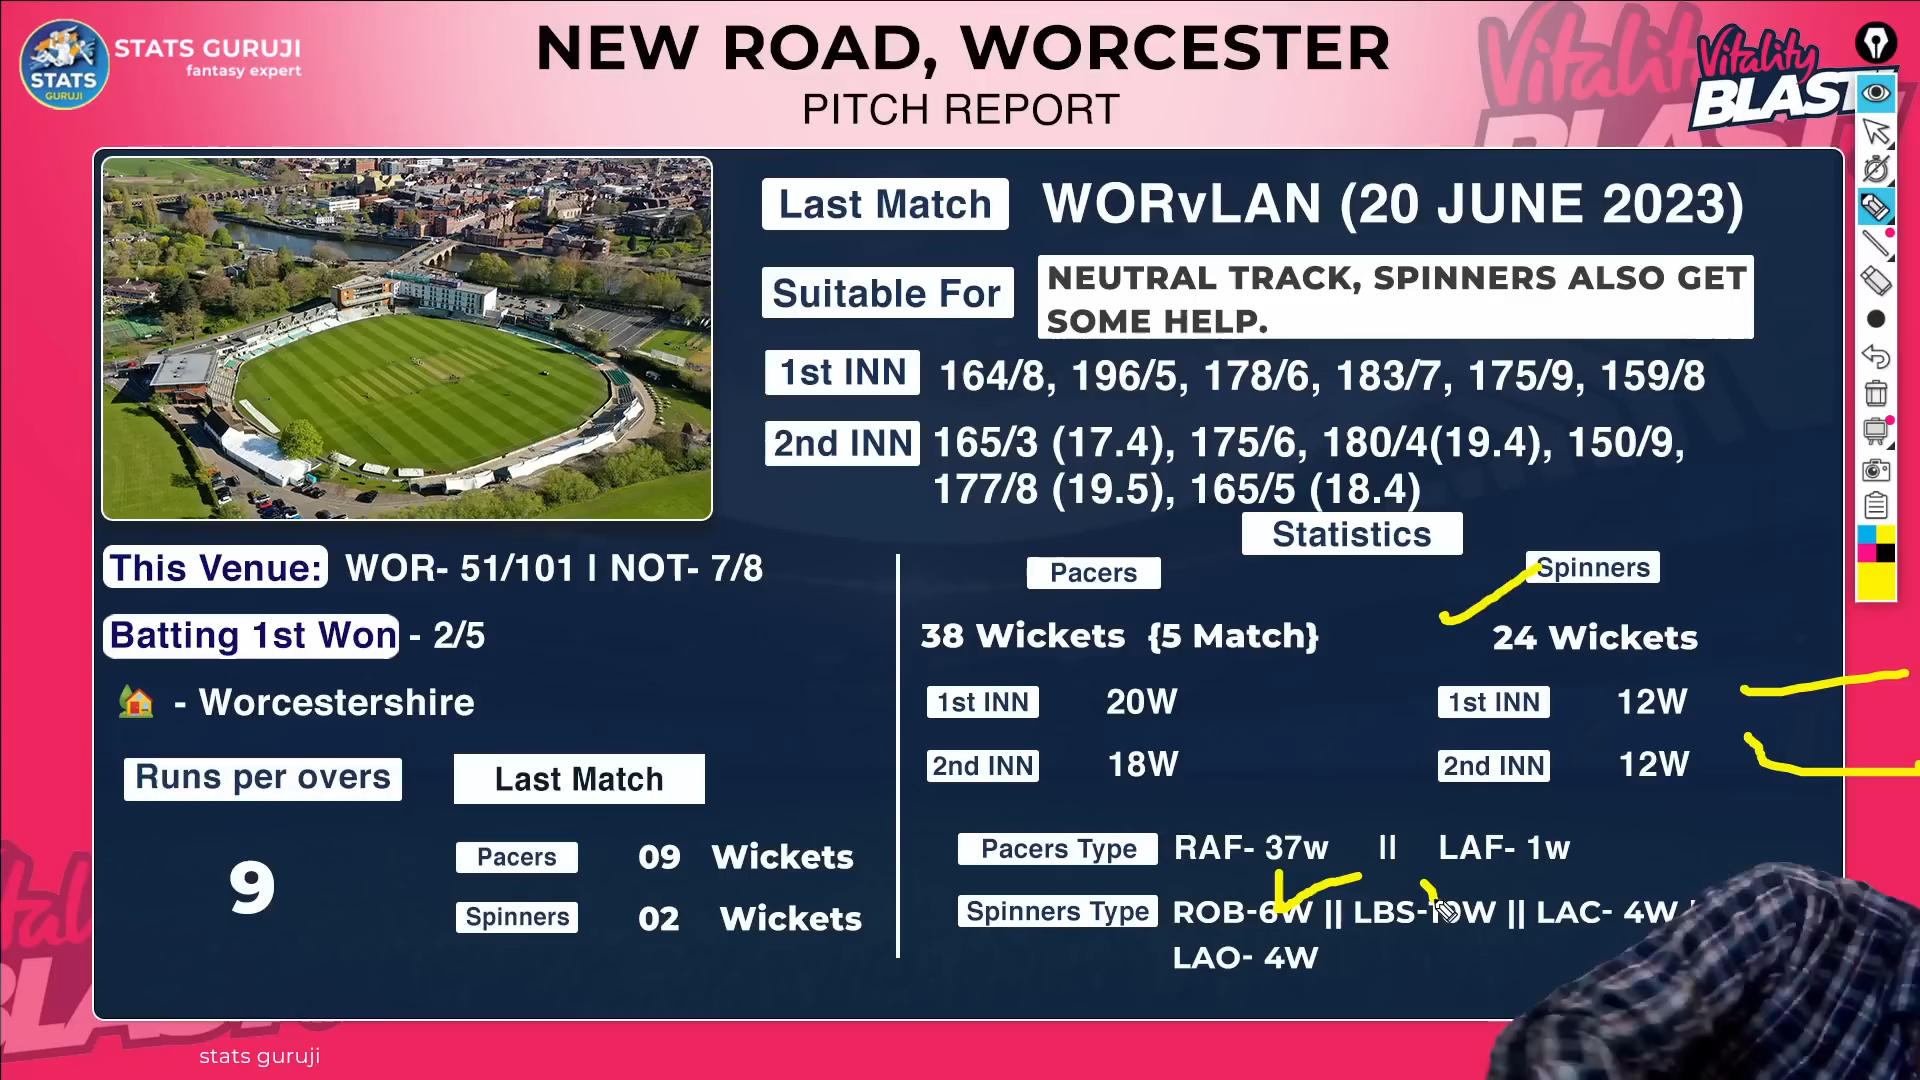 STATS GURUJI
fantasy expert
STATS
GURUJI
NEW ROAD, WORCESTER
PITCH REPORT
Vitality
BLAST
Last Match WORvLAN (20 JUNE 2023)
Suitable For NEUTRAL TRACK, SPINNERS ALSO GET
SOME HELP.
1st INN 164/8, 196/5, 178/6, 183/7, 175/9, 159/8
2nd INN 165/3 (17.4), 175/6, 180/4(19.4), 150/9,
177/8 (19.5), 165/5 (18.4)
This Venue: WOR- 51/101 | NOT- 7/8
Batting 1st Won - 2/5
- Worcestershire
Runs per overs
9
Last Match
Pacers 09 Wickets
Spinners 02 Wickets
Statistics
Pacers Spinners
38 Wickets {5 Match} 24 Wickets
1st INN 20W 1st INN 12W
2nd INN 18W 2nd INN 12W
Pacers Type RAF- 37w || LAF- 1w
Spinners Type ROB-6W || LBS-10W || LAC- 4W
LAO- 4W
stats guruji